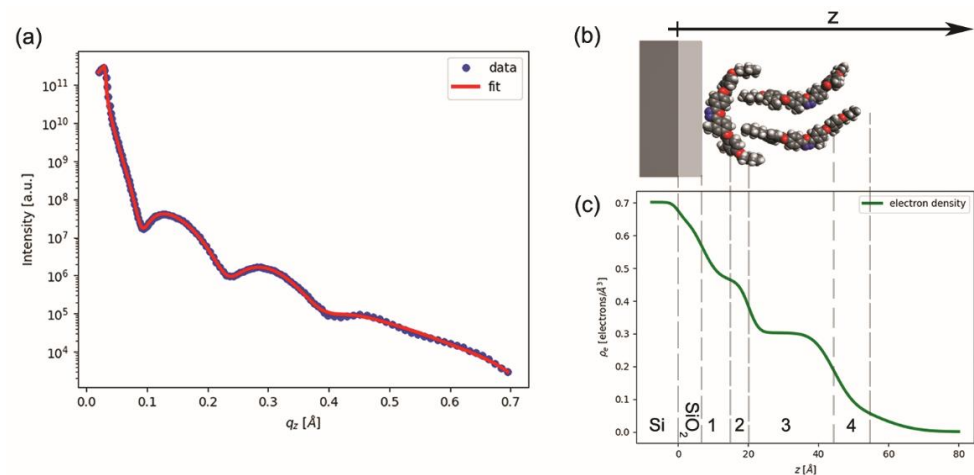 (a)
data
fit
Intensity [a.u.]
10¹¹
10¹⁰
10⁹
10⁸
10⁷
10⁶
10⁵
10⁴
0.0 0.1 0.2 0.3 0.4 0.5 0.6 0.7
q_z [Å]
z
(b)
(c)
electron density
ρ_e [electrons/Å³]
0.7
0.6
0.5
0.4
0.3
0.2
0.1
0.0
Si SiO₂ 1 2 3 4
0 20 40 60 80
z [Å]